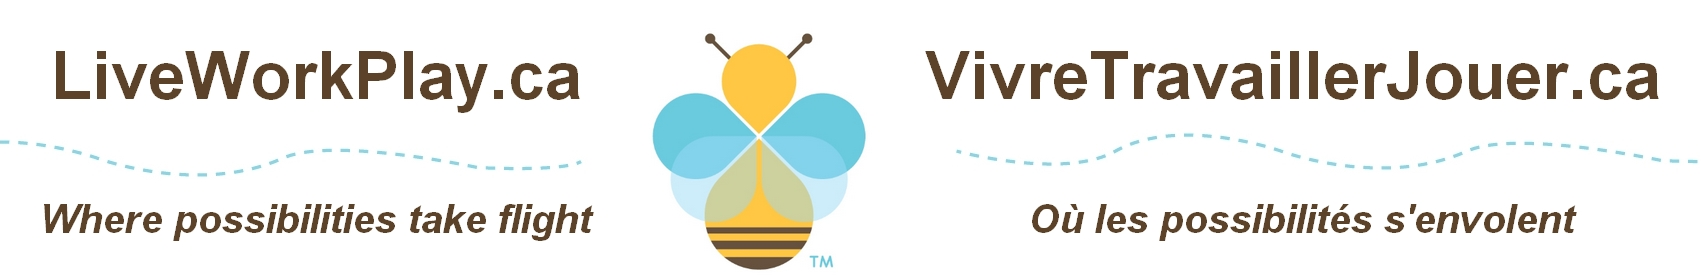 LiveWorkPlay.ca
Where possibilities take flight
TM
VivreTravaillerJouer.ca
Où les possibilités s'envolent